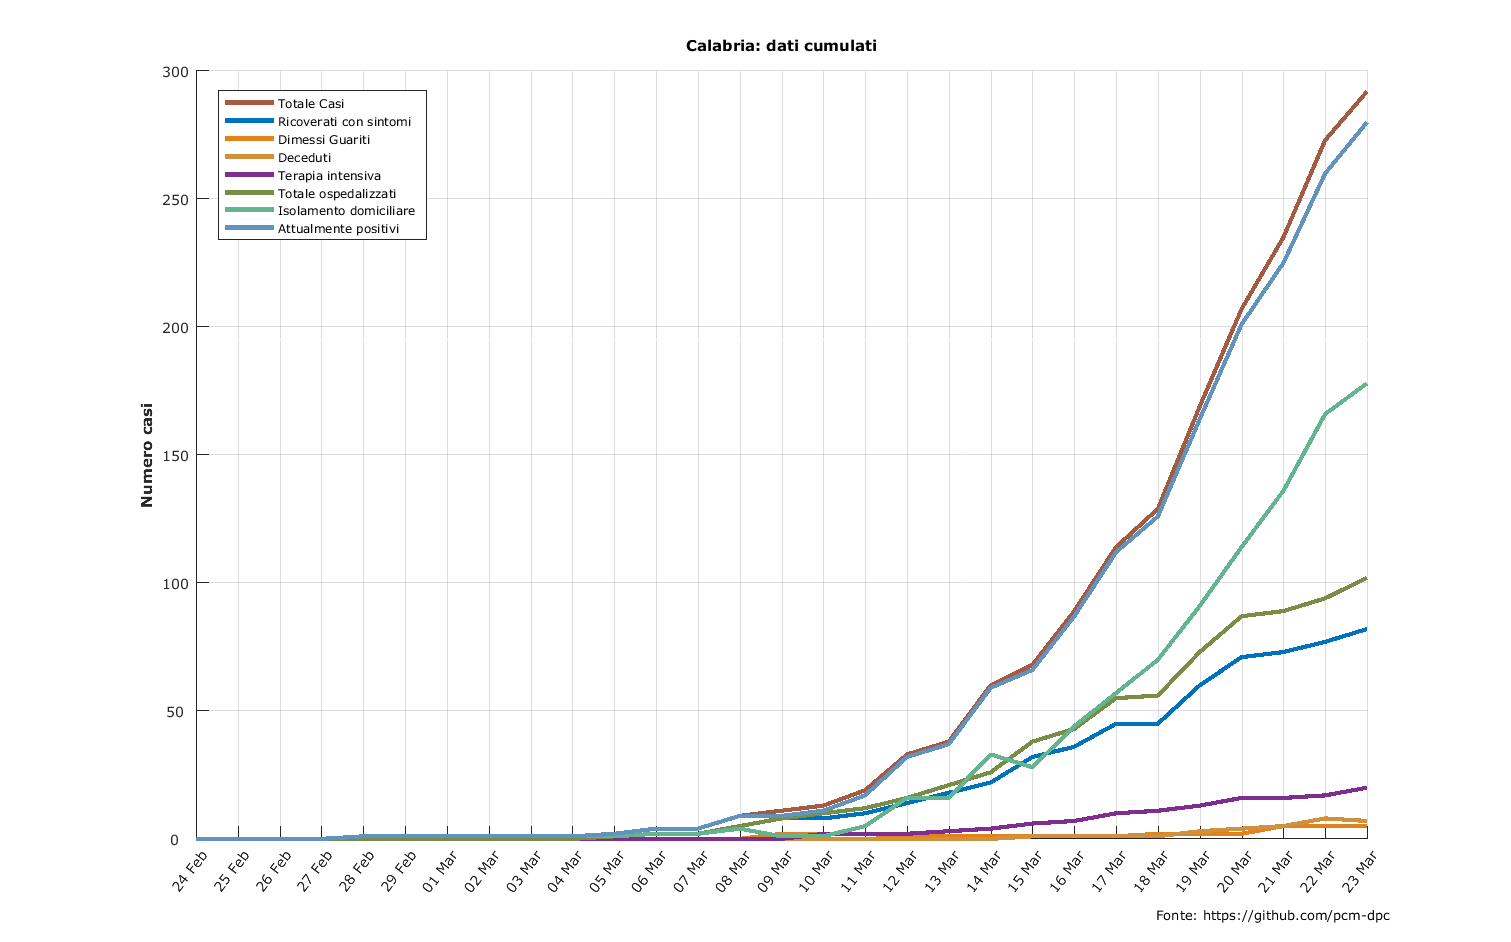 Calabria: dati cumulati
300
250
200
150
100
50
0
Numero casi
Totale Casi
Ricoverati con sintomi
Dimessi Guariti
Deceduti
Terapia intensiva
Totale ospedalizzati
Isolamento domiciliare
Attualmente positivi
24 Feb
25 Feb
26 Feb
27 Feb
28 Feb
29 Feb
01 Mar
02 Mar
03 Mar
04 Mar
05 Mar
06 Mar
07 Mar
08 Mar
09 Mar
10 Mar
11 Mar
12 Mar
13 Mar
14 Mar
15 Mar
16 Mar
17 Mar
18 Mar
19 Mar
20 Mar
21 Mar
22 Mar
23 Mar
Fonte: https://github.com/pcm-dpc